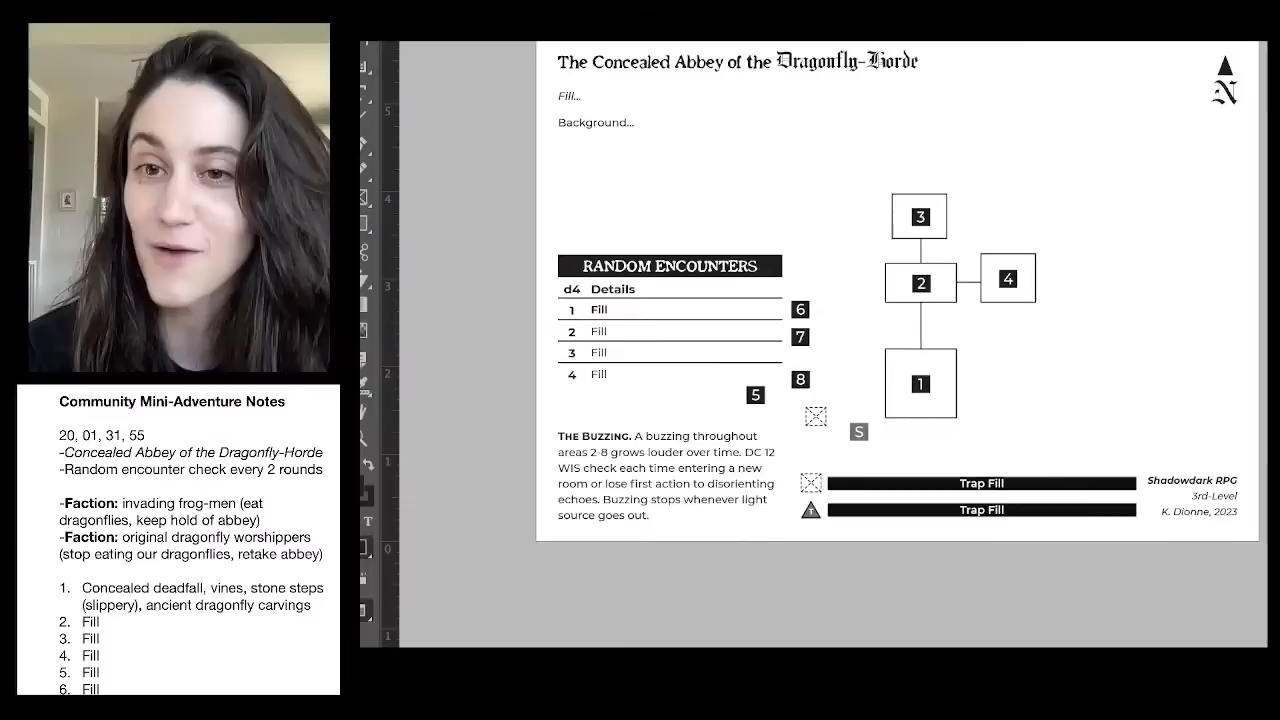 Community Mini-Adventure Notes
20, 01, 31, 55
-Concealed Abbey of the Dragonfly-Horde
-Random encounter check every 2 rounds
-Faction: invading frog-men (eat
dragonflies, keep hold of abbey)
-Faction: original dragonfly worshippers
(stop eating our dragonflies, retake abbey)
1. Concealed deadfall, vines, stone steps
(slippery), ancient dragonfly carvings
2. Fill
3. Fill
4. Fill
5. Fill
6. Fill
The Concealed Abbey of the Dragonfly-Horde
Fill...
Background...
N
RANDOM ENCOUNTERS
d4 Details
1 Fill
2 Fill
3 Fill
4 Fill
THE BUZZING. A buzzing throughout
areas 2-8 grows louder over time. DC 12
WIS check each time entering a new
room or lose first action to disorienting
echoes. Buzzing stops whenever light
source goes out.
3
2
4
1
6
7
8
5
S
Trap Fill
T
Trap Fill
Shadowdark RPG
3rd-Level
K. Dionne, 2023
5
4
3
2
1
0
1
T